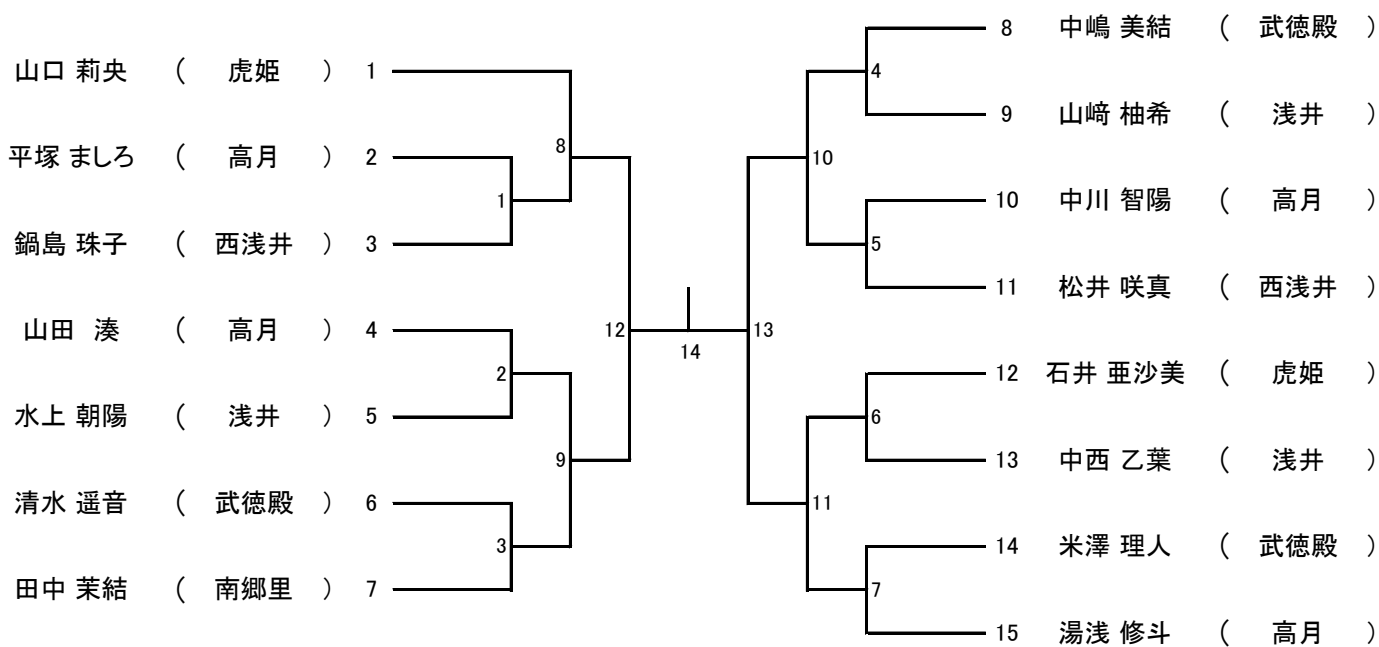 山口 莉央 ( 虎姫 ) 1
平塚 ましろ ( 高月 ) 2
鍋島 珠子 ( 西浅井 ) 3
山田 湊 ( 高月 ) 4
水上 朝陽 ( 浅井 ) 5
清水 遥音 ( 武徳殿 ) 6
田中 茉結 ( 南郷里 ) 7
8
1
2
9
3
12
14
13
10
11
4
5
6
7
8 中嶋 美結 ( 武徳殿 )
9 山﨑 柚希 ( 浅井 )
10 中川 智陽 ( 高月 )
11 松井 咲真 ( 西浅井 )
12 石井 亜沙美 ( 虎姫 )
13 中西 乙葉 ( 浅井 )
14 米澤 理人 ( 武徳殿 )
15 湯浅 修斗 ( 高月 )